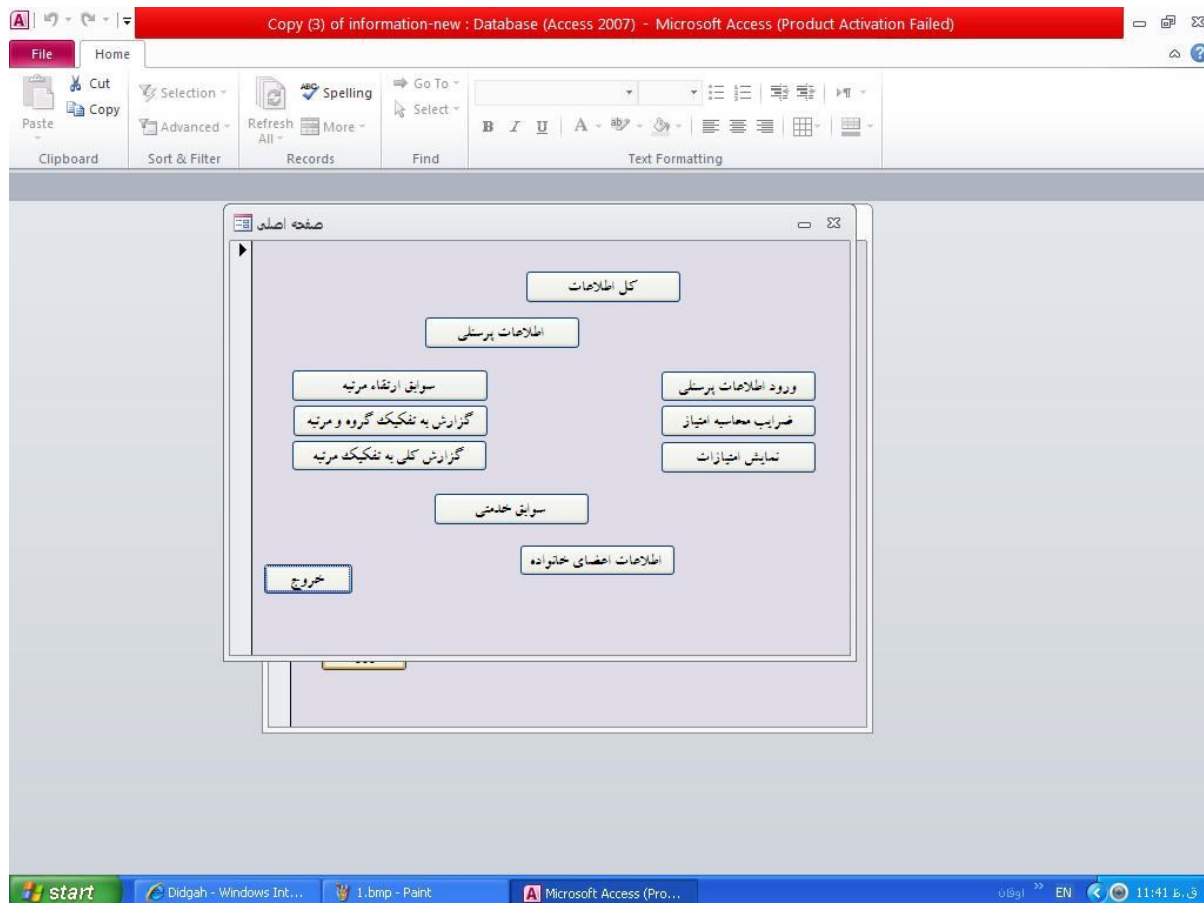 Copy (3) of information-new : Database (Access 2007) - Microsoft Access (Product Activation Failed)
File Home
Cut
Copy
Paste
Clipboard
Selection
Advanced
Sort & Filter
Refresh All
ABC Spelling
More
Records
Go To
Select
Find
B I U A ab
Text Formatting
صفحه اصلی
کل اطلاعات
اطلاعات پرسنلی
ورود اطلاعات پرسنلی
سوابق ارتقاء مرتبه
ضرایب محاسبه امتیاز
گزارش به تفکیک گروه و مرتبه
نمایش امتیازات
گزارش کلی به تفکیک مرتبه
سوابق خدمتی
اطلاعات اعضای خانواده
خروج
start
Didgah - Windows Int...
1.bmp - Paint
Microsoft Access (Pro...
اوقان
EN
11:41 ق.ظ